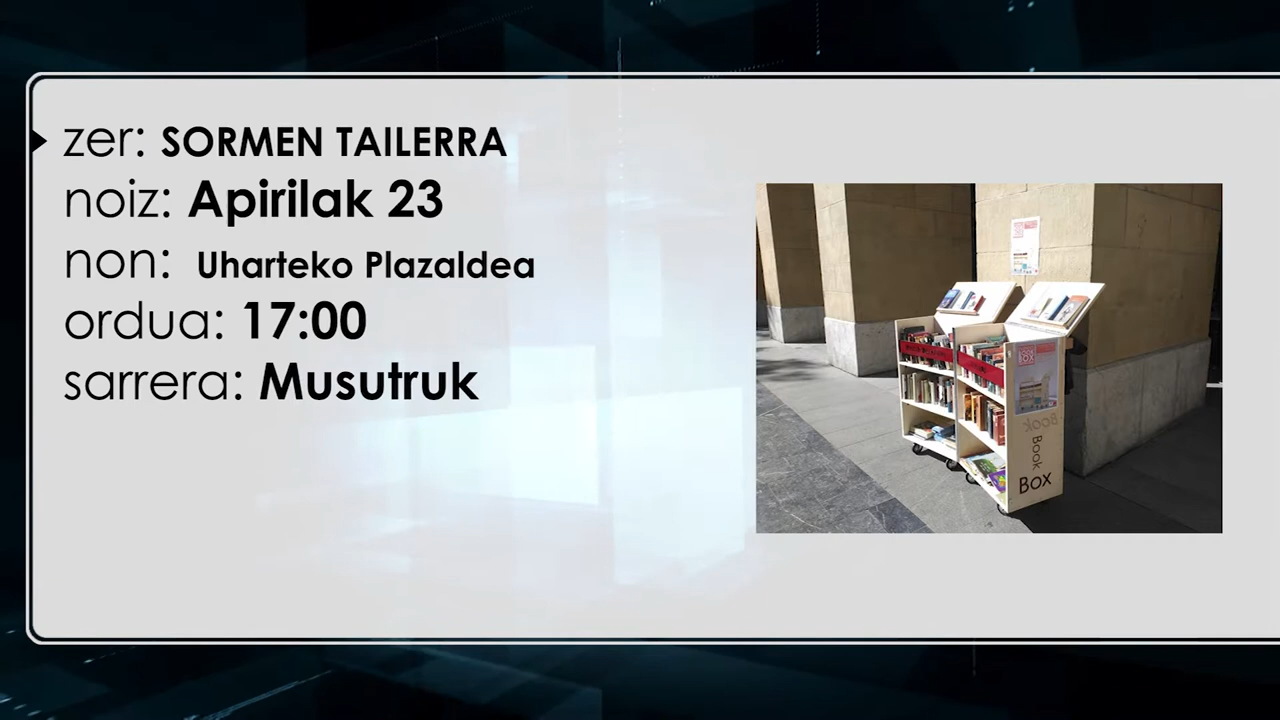 zer: SORMEN TAILERRA
noiz: Apirilak 23
non: Uharteko Plazaldea
ordua: 17:00
sarrera: Musutruk
Book
Book
Box